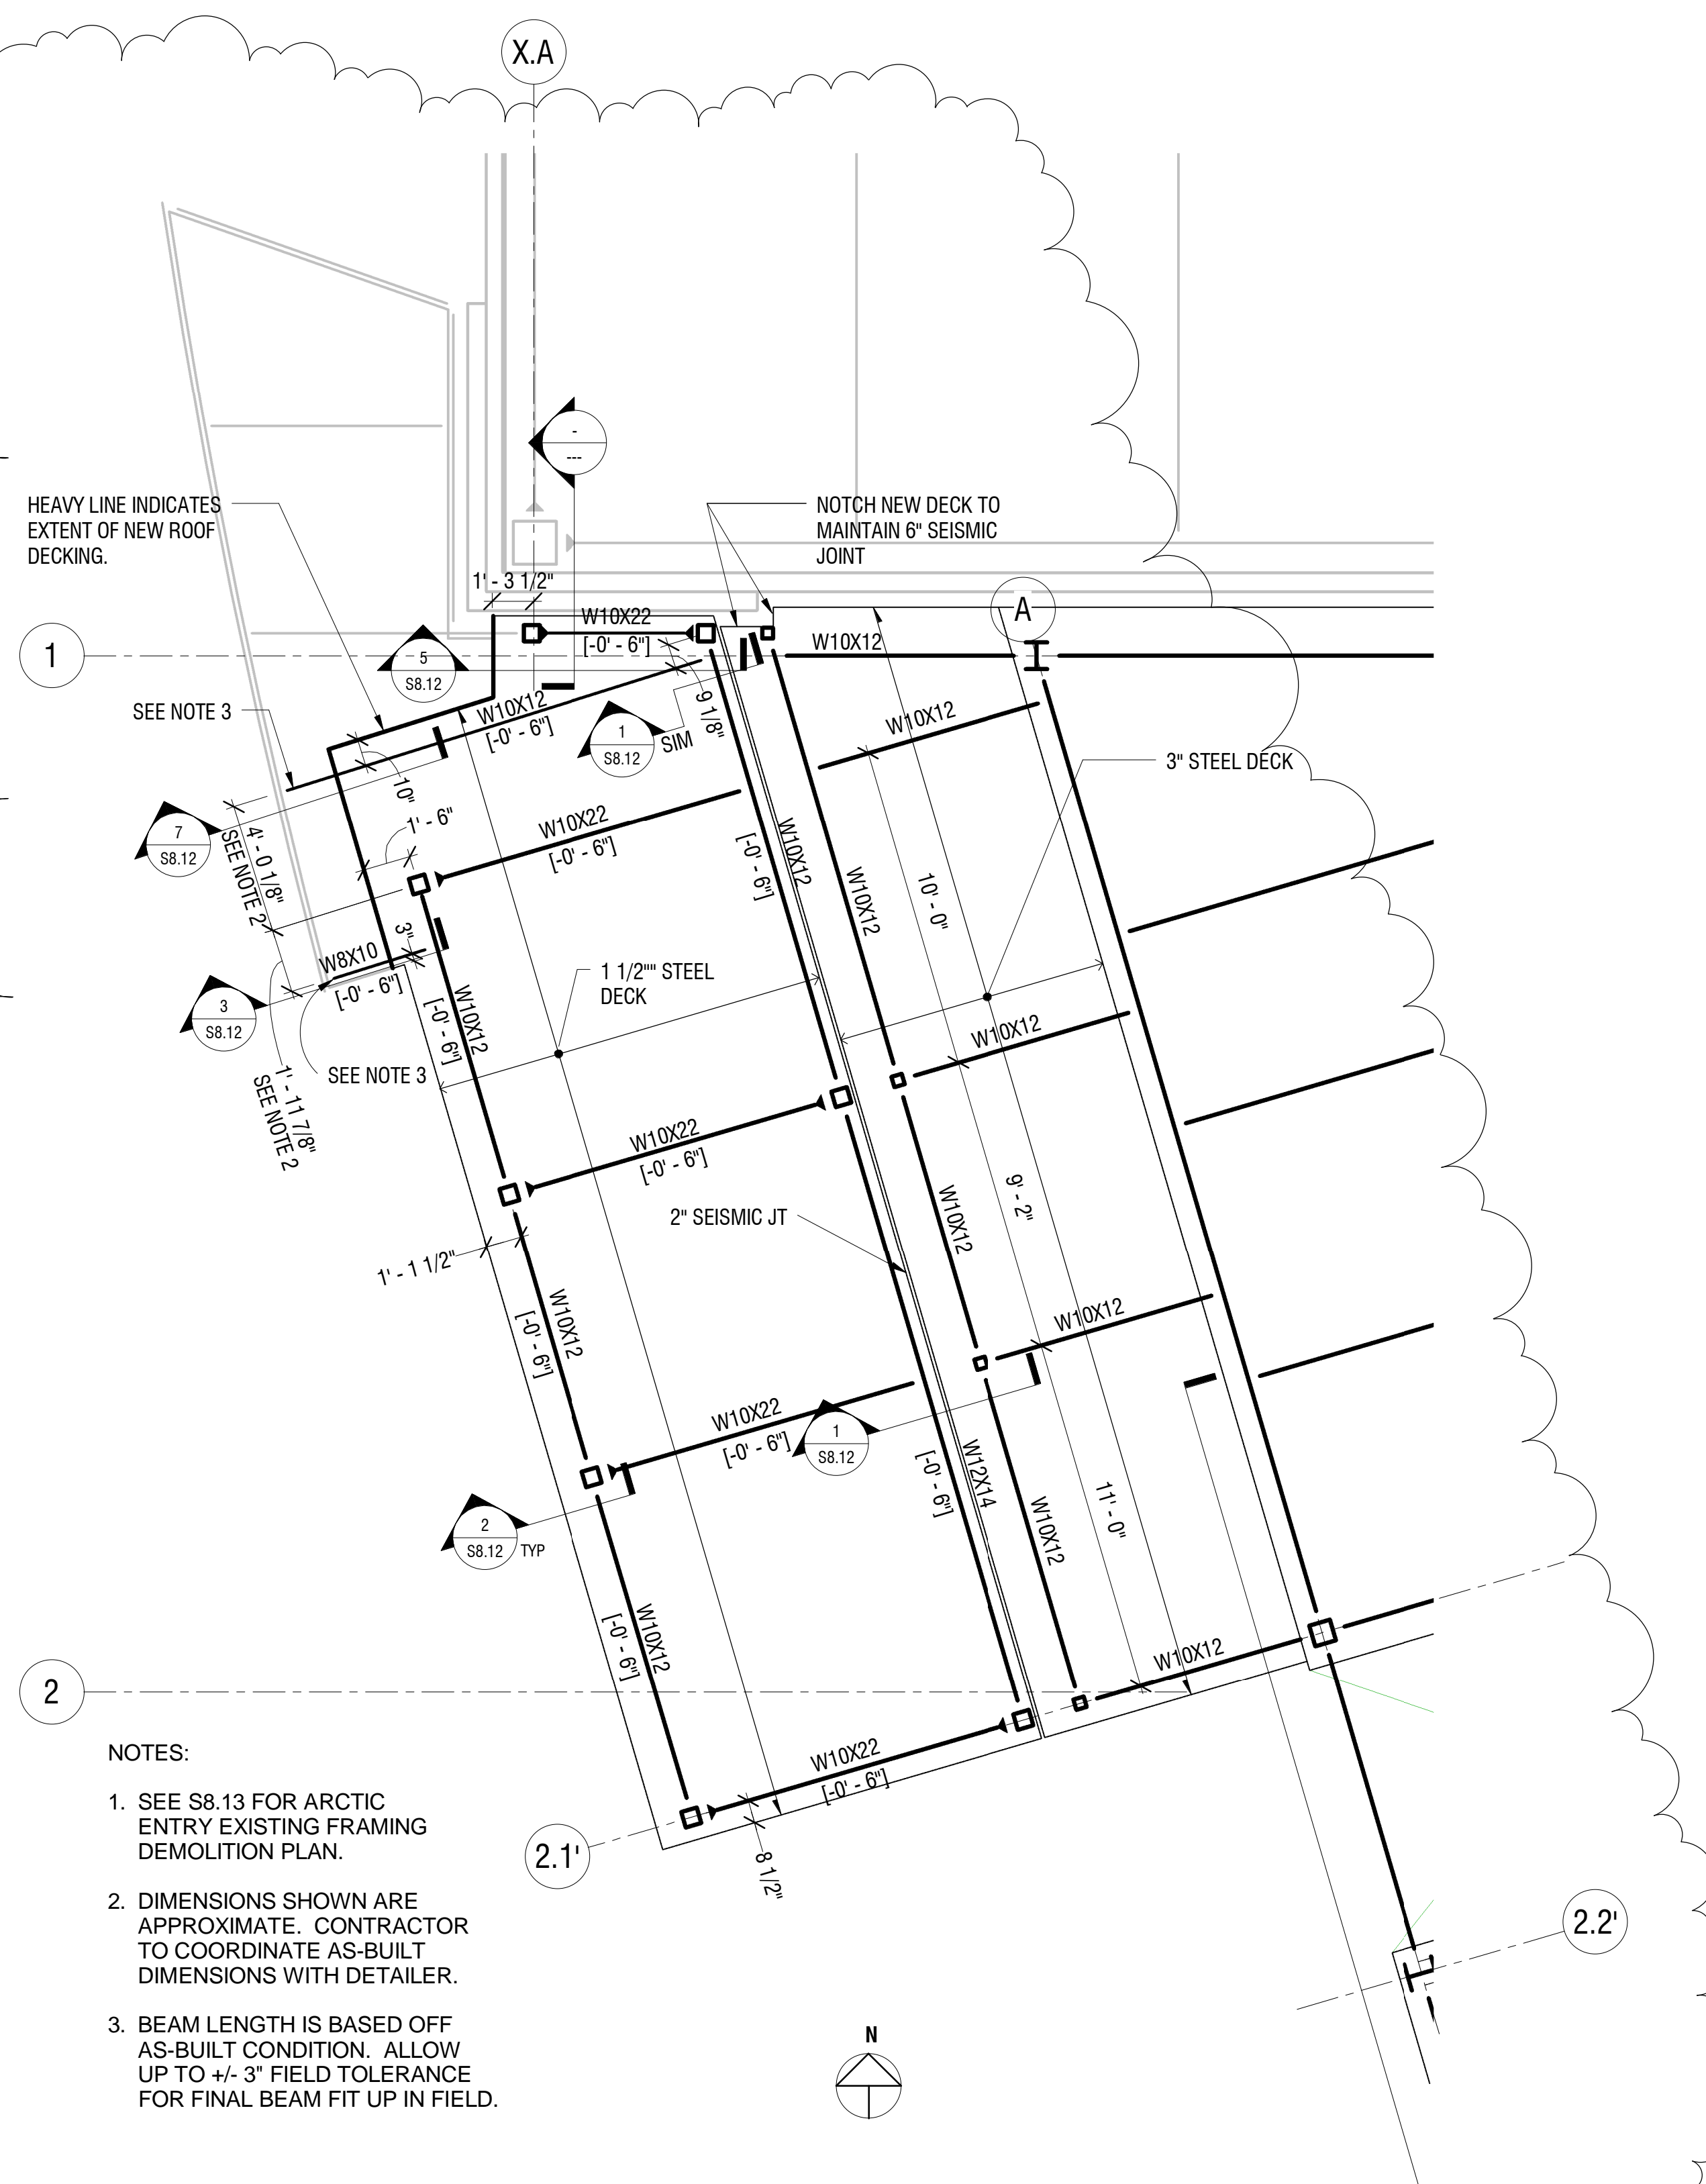 X.A
-
---
HEAVY LINE INDICATES
EXTENT OF NEW ROOF
DECKING.
NOTCH NEW DECK TO
MAINTAIN 6" SEISMIC
JOINT
1' - 3 1/2"
W10X22
[-0' - 6"]
A
1
5
S8.12
W10X12
SEE NOTE 3
W10X12
[-0' - 6"]
9 1/8"
1
S8.12
SIM
W10X12
3" STEEL DECK
10"
1' - 6"
7
S8.12
4' - 0 1/8"
SEE NOTE 2
W10X22
[-0' - 6"]
W10X12
[-0' - 6"]
W10X12
10' - 0"
3"
W8X10
[-0' - 6"]
3
S8.12
W10X12
[-0' - 6"]
1 1/2"" STEEL
DECK
W10X12
SEE NOTE 3
1' - 11 7/8"
SEE NOTE 2
W10X22
[-0' - 6"]
9' - 2"
W10X12
2" SEISMIC JT
1' - 1 1/2"
W10X12
[-0' - 6"]
W10X12
W10X22
[-0' - 6"]
1
S8.12
W12X14
[-0' - 6"]
W10X12
11' - 0"
2
S8.12
TYP
W10X12
[-0' - 6"]
W10X12
2
W10X22
[-0' - 6"]
2.1'
8 1/2"
2.2'
NOTES:
1. SEE S8.13 FOR ARCTIC
ENTRY EXISTING FRAMING
DEMOLITION PLAN.
2. DIMENSIONS SHOWN ARE
APPROXIMATE. CONTRACTOR
TO COORDINATE AS-BUILT
DIMENSIONS WITH DETAILER.
3. BEAM LENGTH IS BASED OFF
AS-BUILT CONDITION. ALLOW
UP TO +/- 3" FIELD TOLERANCE
FOR FINAL BEAM FIT UP IN FIELD.
N